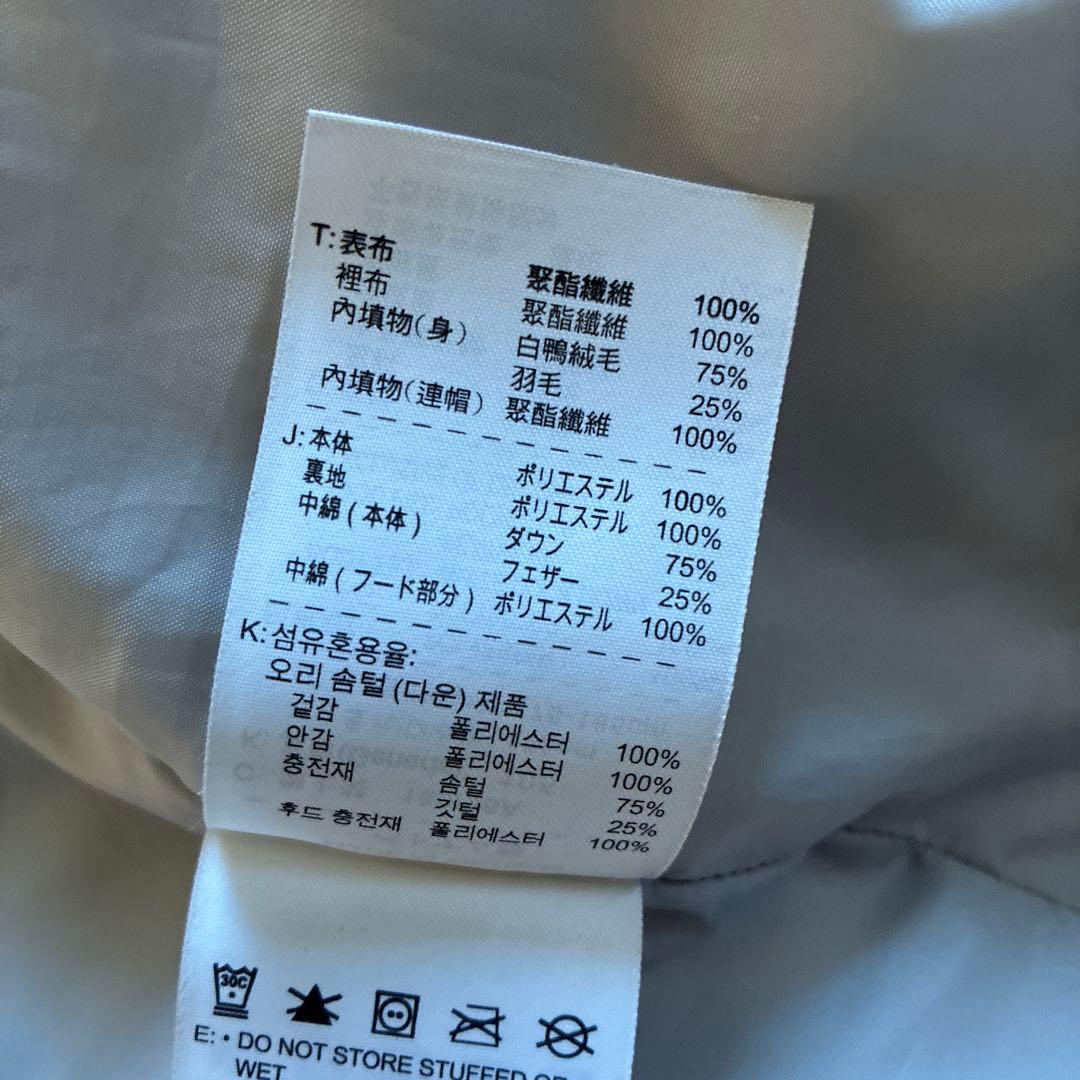 T: 表布 聚酯纖維 100%
裡布 聚酯纖維 100%
內填物(身) 白鴨絨毛 75%
羽毛 25%
內填物(連帽) 聚酯纖維 100%
J: 本体 ポリエステル 100%
裏地 ポリエステル 100%
中綿 ( 本体 ) ダウン 75%
フェザー 25%
中綿 ( フード部分 ) ポリエステル 100%
K: 섬유혼용율:
오리 솜털 (다운) 제품
겉감 폴리에스터 100%
안감 폴리에스터 100%
충전재 솜털 75%
깃털 25%
후드 충전재 폴리에스터 100%
30C
E: • DO NOT STORE STUFFED OR
WET